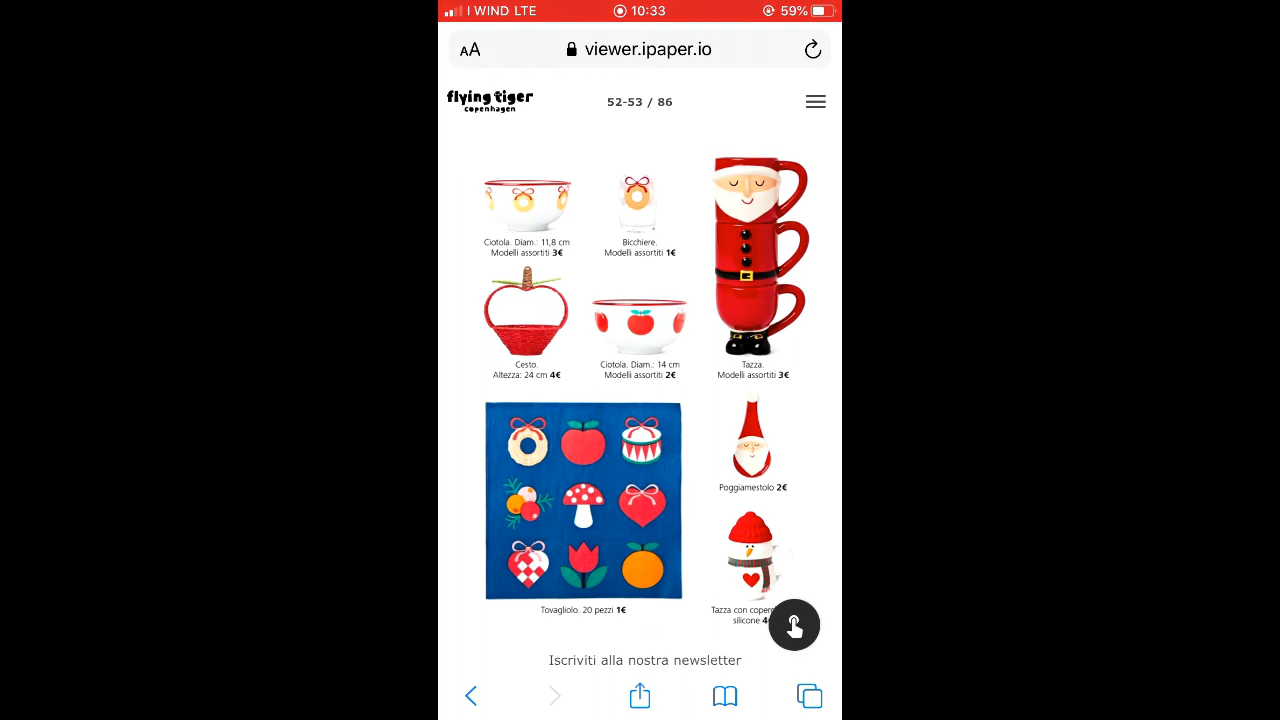 I WIND LTE 10:33 59%
AA viewer.ipaper.io
flying tiger
copenhagen
52-53 / 86
Ciotola. Diam.: 11,8 cm
Modelli assortiti 3€
Bicchiere.
Modelli assortiti 1€
Cesto.
Altezza: 24 cm 4€
Ciotola. Diam.: 14 cm
Modelli assortiti 2€
Tazza.
Modelli assortiti 3€
Poggiamestolo 2€
Tovagliolo. 20 pezzi 1€
Tazza con
silicone
Iscriviti alla nostra newsletter